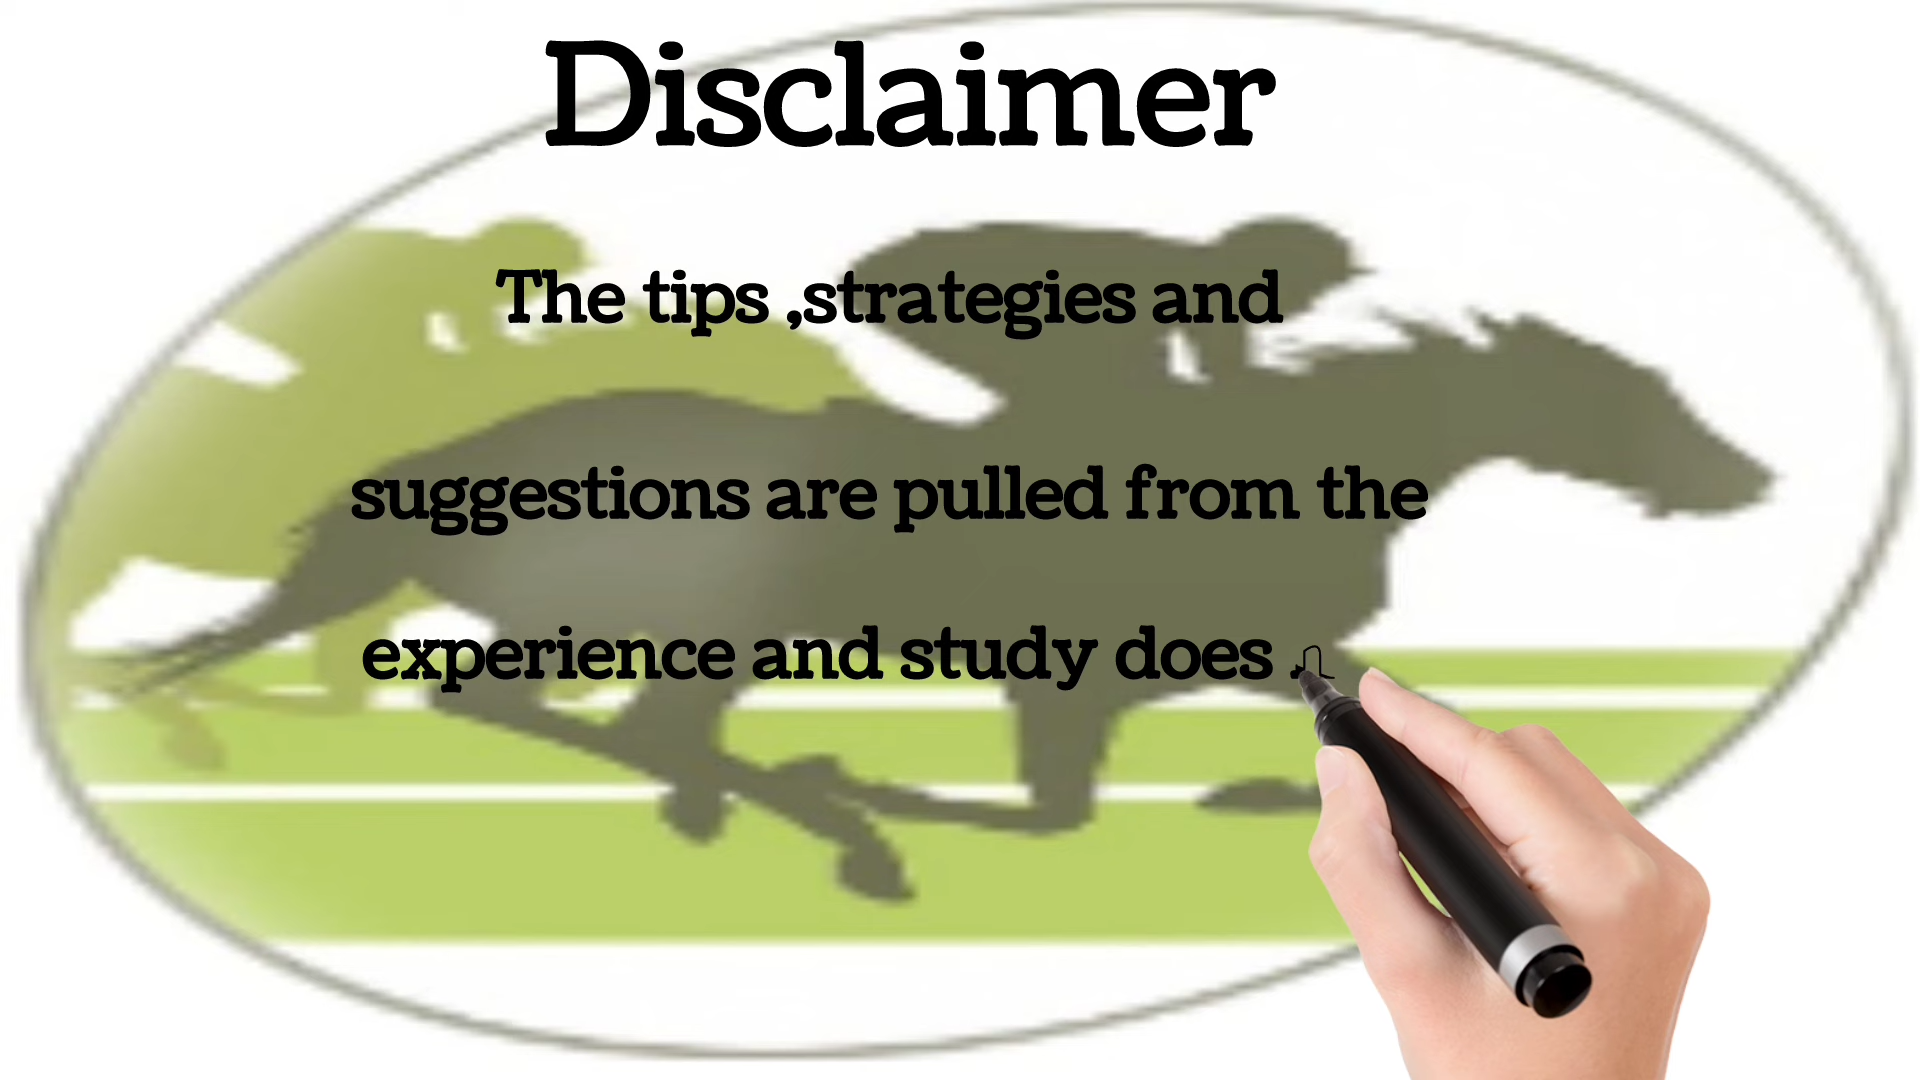 Disclaimer
The tips ,strategies and
suggestions are pulled from the
experience and study does